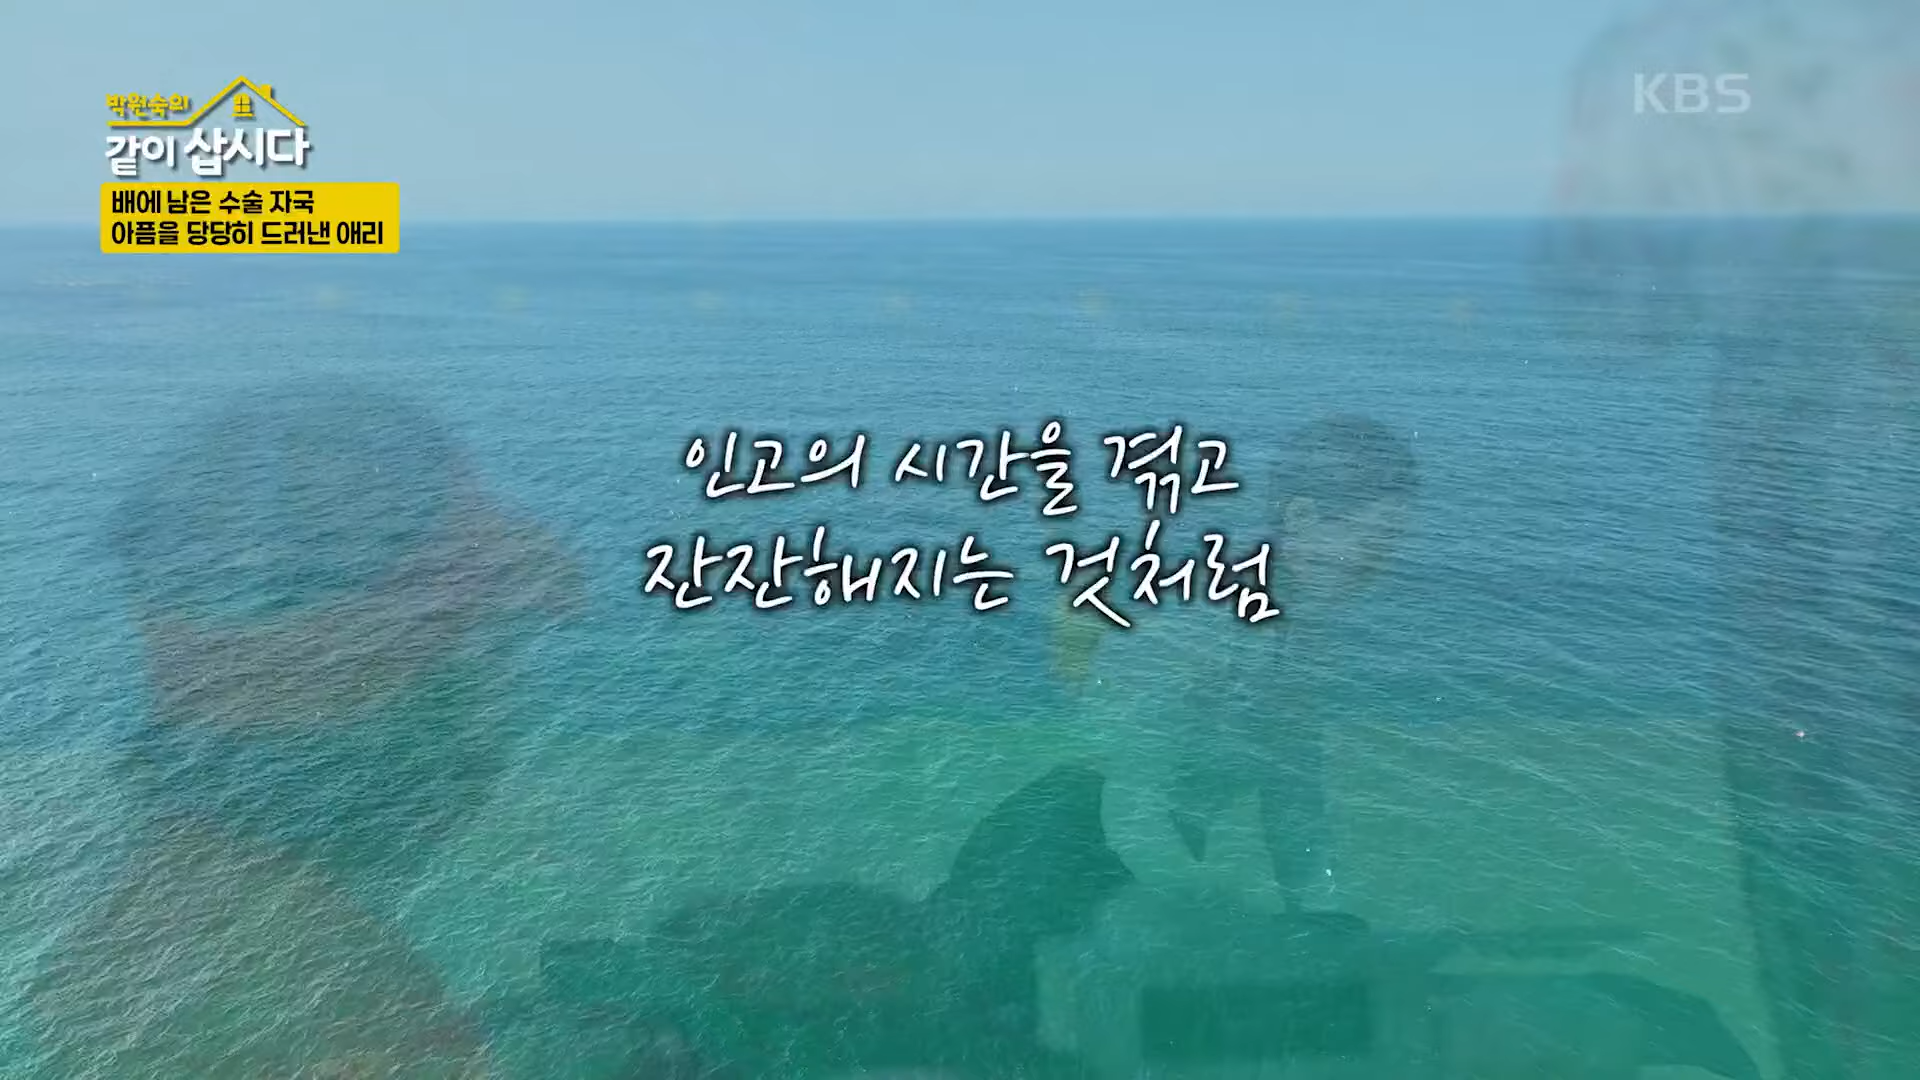 박원숙의
같이 삽시다
배에 남은 수술 자국
아픔을 당당히 드러낸 애리
KBS
인고의 시간을 겪고
잔잔해지는 것처럼